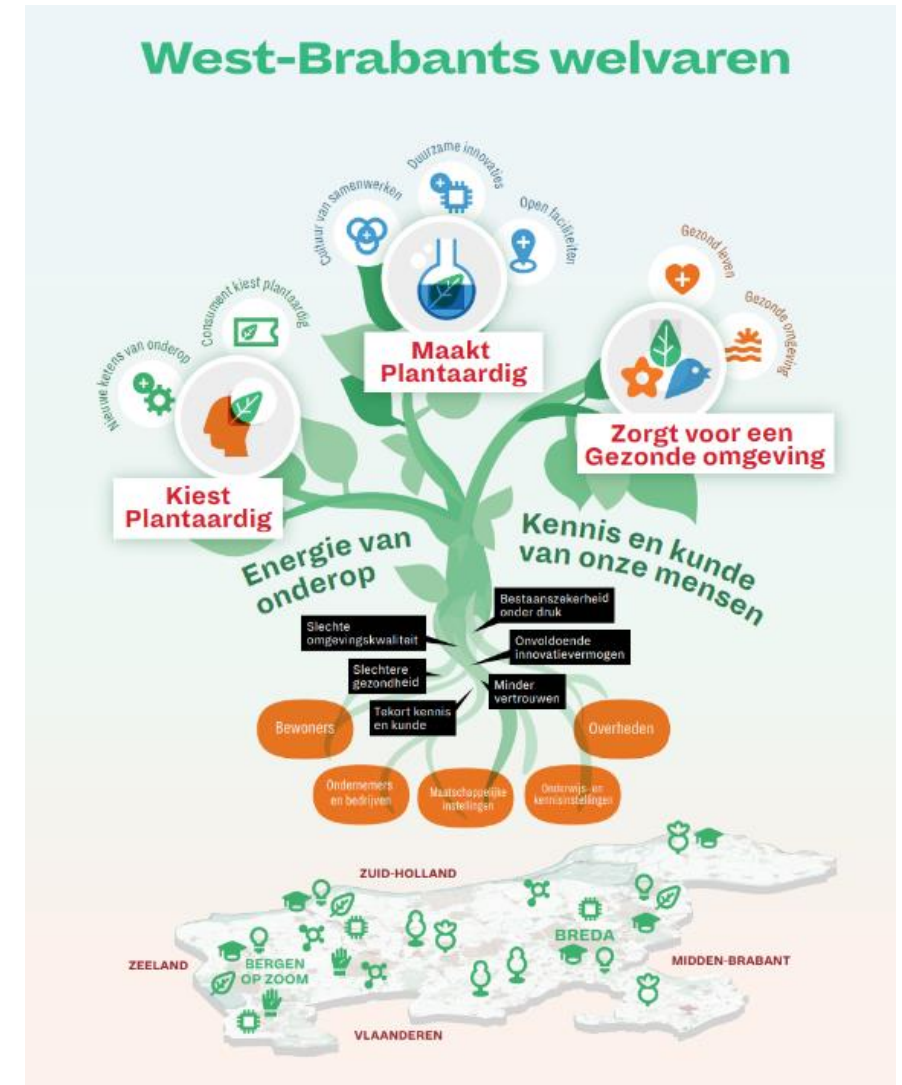 West-Brabants welvaren
Nieuwe ketens van onderop
Consument kiest plantaardig
Kiest
Plantaardig
Cultuur van samenwerken
Duurzame innovaties
Open faciliteiten
Maakt
Plantaardig
Gezond leven
Gezonde omgeving
Zorgt voor een
Gezonde omgeving
Energie van
onderop
Kennis en kunde
van onze mensen
Bestaanszekerheid
onder druk
Slechte
omgevingskwaliteit
Onvoldoende
innovatievermogen
Slechtere
gezondheid
Minder
vertrouwen
Tekort kennis
en kunde
Bewoners
Overheden
Ondernemers
en bedrijven
Maatschappelijke
instellingen
Onderwijs- en
kennisinstellingen
ZUID-HOLLAND
BREDA
ZEELAND
BERGEN
OP ZOOM
MIDDEN-BRABANT
VLAANDEREN